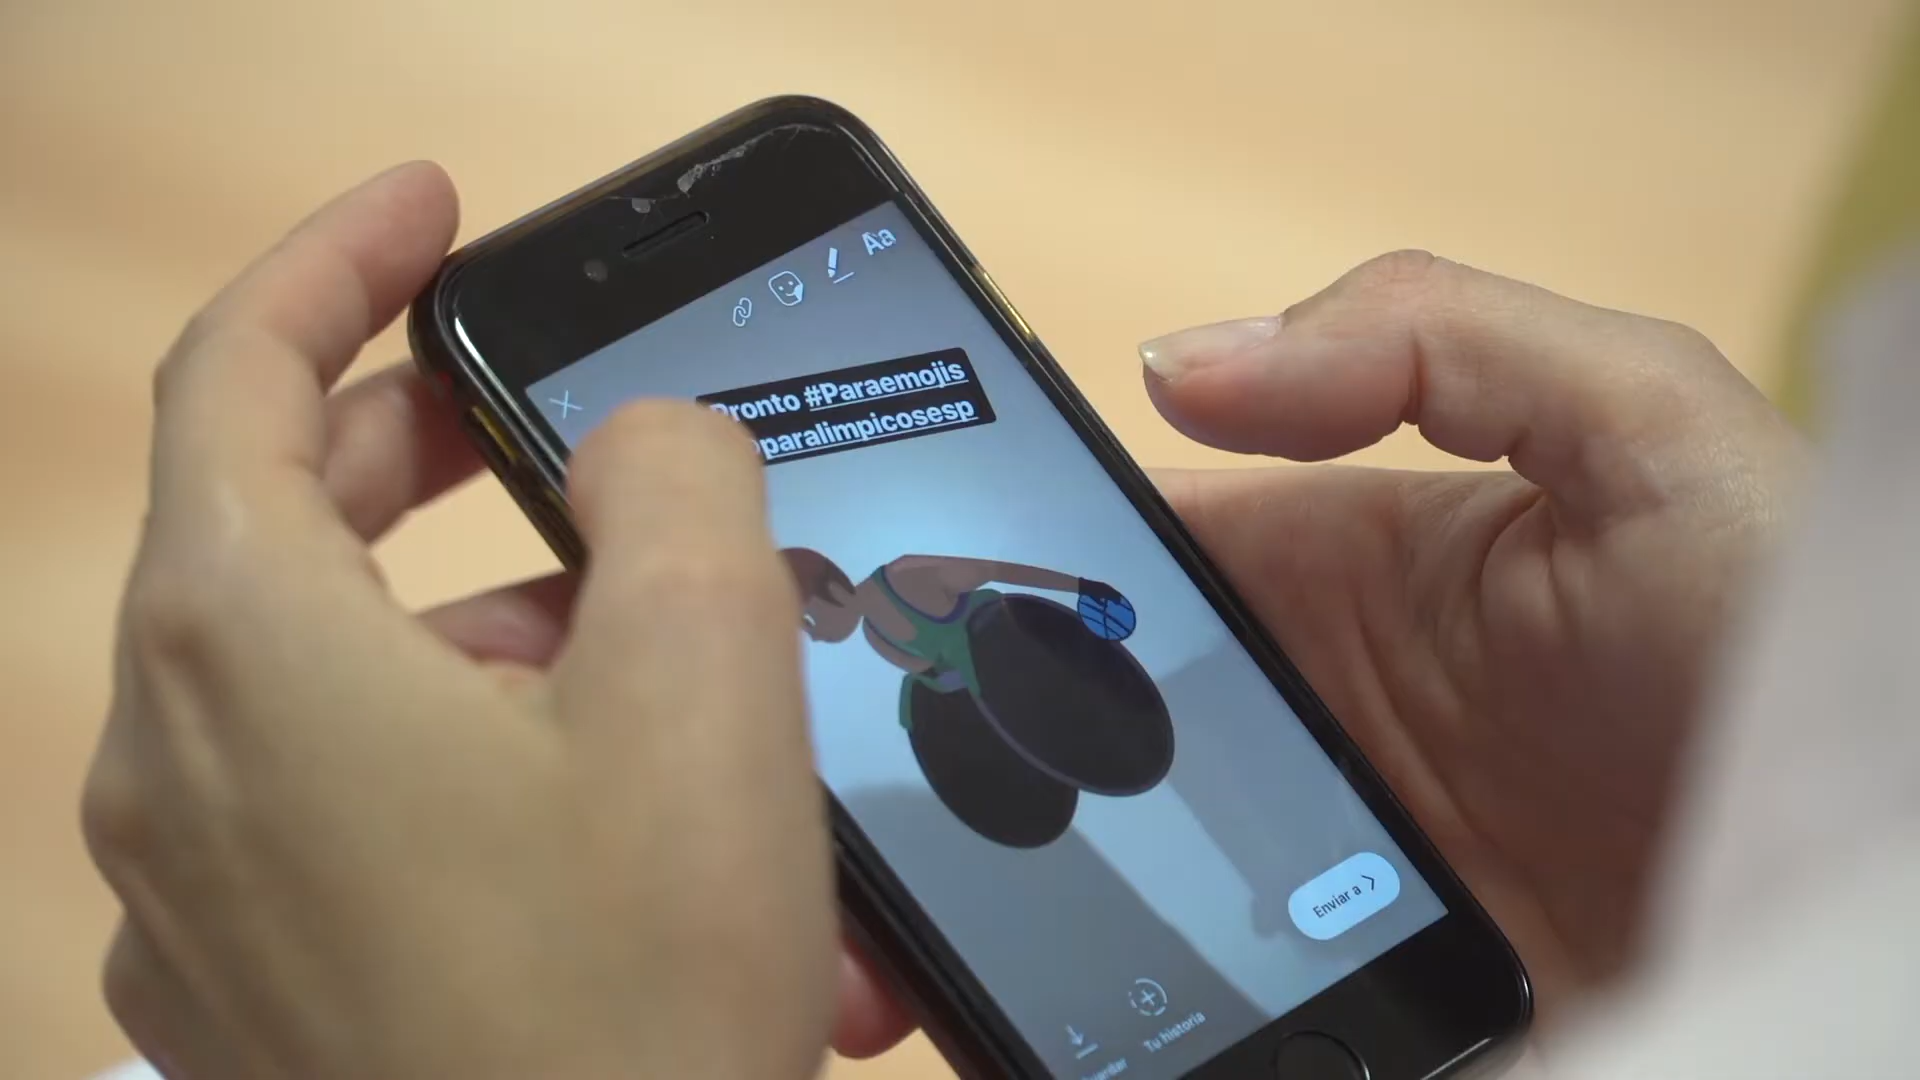 Aa
Pronto #Paraemojis
@paralimpicosesp
Enviar a
Tu historia